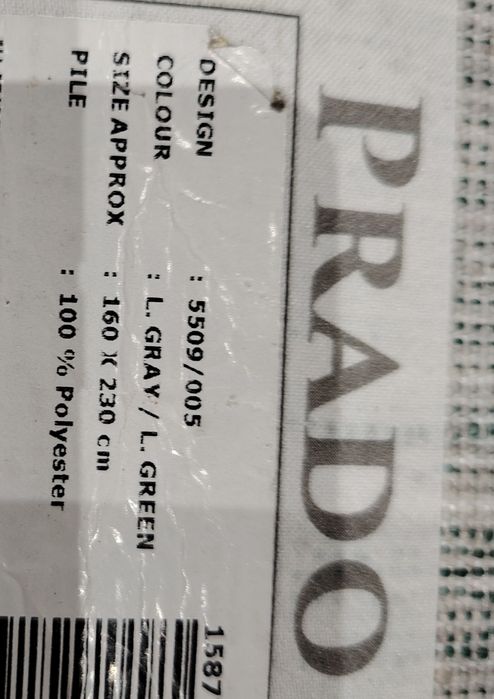 PRADO
DESIGN : 5509/005
COLOUR : L. GRAY / L. GREEN
SIZE APPROX : 160 X 230 cm
PILE : 100 % Polyester
1587